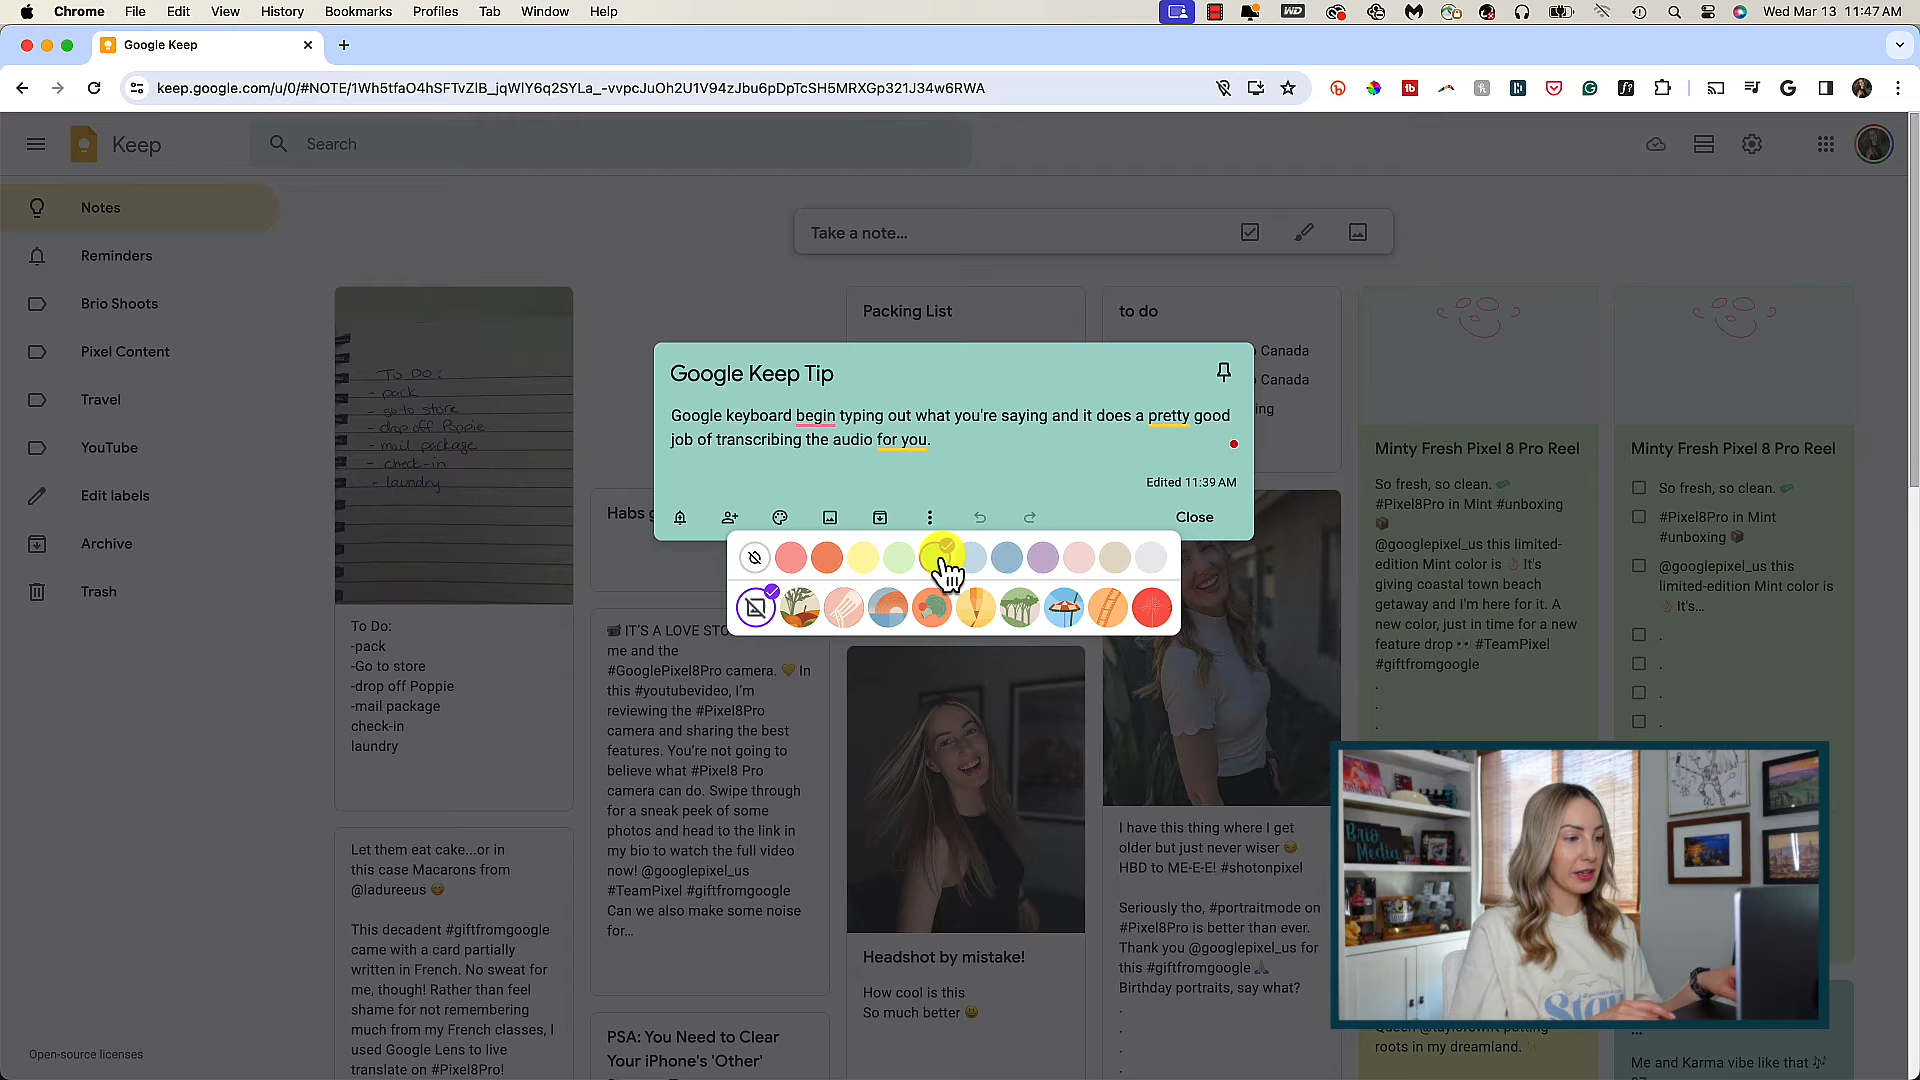 Chrome File Edit View History Bookmarks Profiles Tab Window Help
WD
Wed Mar 13 11:47 AM
Google Keep
keep.google.com/u/0/#NOTE/1Wh5tfaO4hSFTvZlB_jqWlY6q2SYLa_-vvpcJuOh2U1V94zJbu6pDpTcSH5MRXGp321J34w6RWA
Keep
Search
Notes
Reminders
Brio Shoots
Pixel Content
Travel
YouTube
Edit labels
Archive
Trash
Open-source licenses
Take a note...
To Do:
- pack
- go to store
- drop off Poppie
- mail package
- check-in
- laundry
To Do:
-pack
-Go to store
-drop off Poppie
-mail package
check-in
laundry
Let them eat cake...or in
this case Macarons from
@ladureeus 😋
This decadent #giftfromgoogle
came with a card partially
written in French. No sweat for
me, though! Rather than feel
shame for not remembering
much from my French classes, I
used Google Lens to live
translate on #Pixel8Pro!
Habs
📹 IT'S A LOVE STO
me and the
#GooglePixel8Pro camera. 💛 In
this #youtubevideo, I'm
reviewing the #Pixel8Pro
camera and sharing the best
features. You're not going to
believe what #Pixel8 Pro
camera can do. Swipe through
for a sneak peek of some
photos and head to the link in
my bio to watch the full video
now! @googlepixel_us
#TeamPixel #giftfromgoogle
Can we also make some noise
for...
PSA: You Need to Clear
Your iPhone's 'Other'
Packing List
Google Keep Tip
Google keyboard begin typing out what you're saying and it does a pretty good
job of transcribing the audio for you.
Edited 11:39 AM
Close
Headshot by mistake!
How cool is this
So much better 😃
to do
Canada
Canada
I have this thing where I get
older but just never wiser 😏
HBD to ME-E-E! #shotonpixel
Seriously tho, #portraitmode on
#Pixel8Pro is better than ever.
Thank you @googlepixel_us for
this #giftfromgoogle 🙏🏻
Birthday portraits, say what?
.
.
.
Minty Fresh Pixel 8 Pro Reel
So fresh, so clean.
#Pixel8Pro in Mint #unboxing
📦
@googlepixel_us this limited-
edition Mint color is 👌🏻 It's
giving coastal town beach
getaway and I'm here for it. A
new color, just in time for a new
feature drop 👀 #TeamPixel
#giftfromgoogle
.
.
.
Queen @taylorswift putting
roots in my dreamland.
Minty Fresh Pixel 8 Pro Reel
So fresh, so clean.
#Pixel8Pro in Mint
#unboxing 📦
@googlepixel_us this
limited-edition Mint color is
👌🏻 It's...
.
.
.
.
...
Me and Karma vibe like that 🎶
Brio
Media
Stay